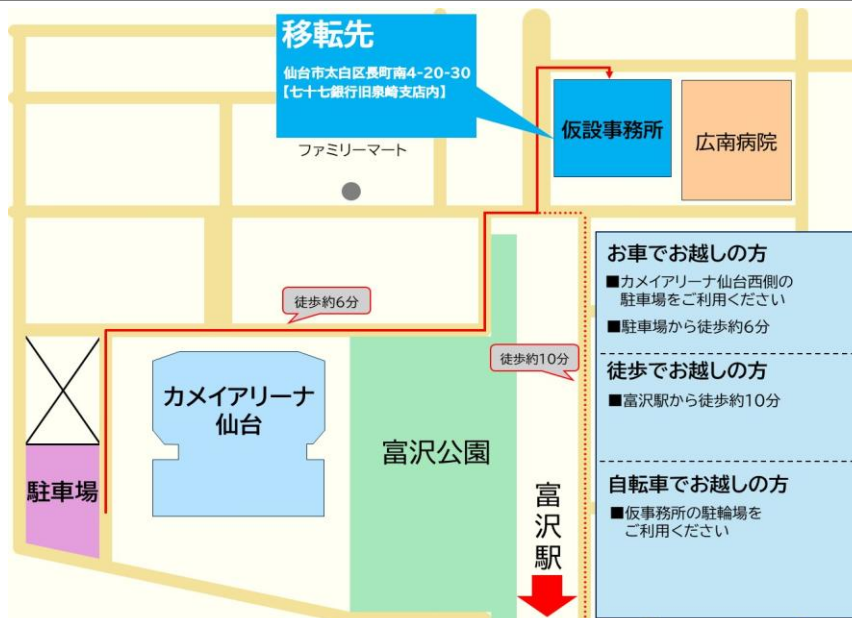 移転先
仙台市太白区長町南4-20-30
【七十七銀行旧泉崎支店内】
ファミリーマート
仮設事務所
広南病院
徒歩約6分
徒歩約10分
カメイアリーナ
仙台
富沢公園
駐車場
富沢駅
お車でお越しの方
■カメイアリーナ仙台西側の
駐車場をご利用ください
■駐車場から徒歩約6分
徒歩でお越しの方
■富沢駅から徒歩約10分
自転車でお越しの方
■仮事務所の駐輪場を
ご利用ください